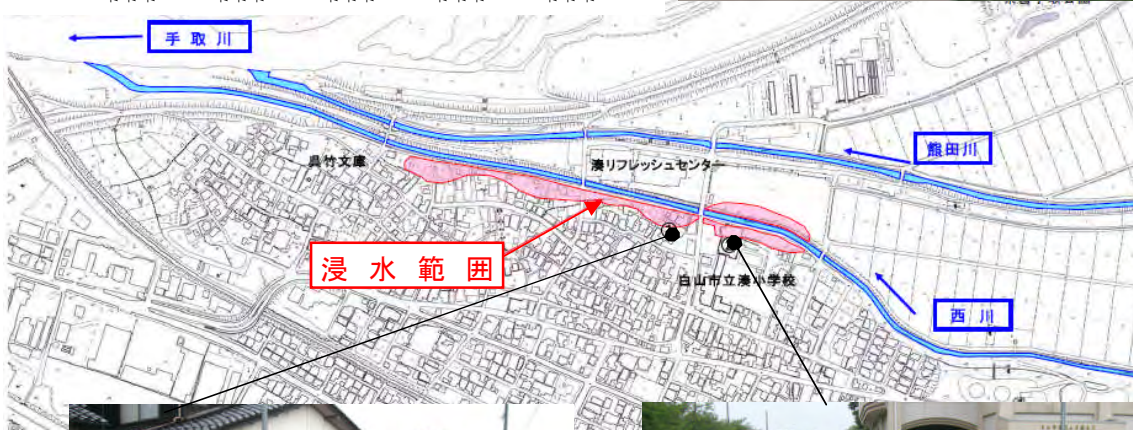 手取川
熊田川
呉竹文庫
湊リフレッシュセンター
浸水範囲
白山市立湊小学校
西川